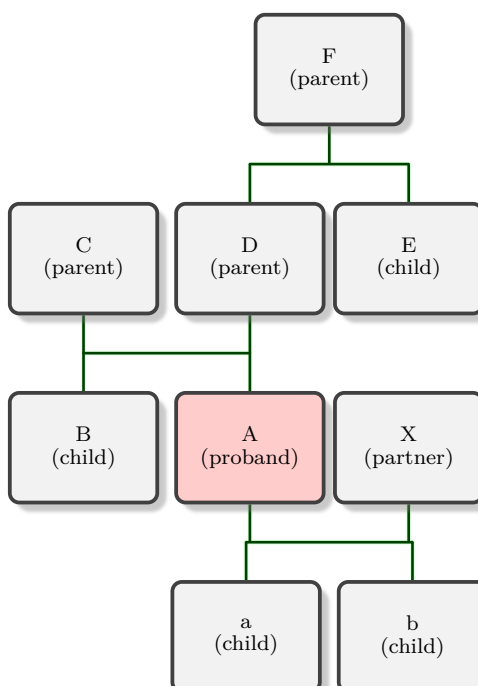 F
(parent)
C
(parent)
D
(parent)
E
(child)
B
(child)
A
(proband)
X
(partner)
a
(child)
b
(child)